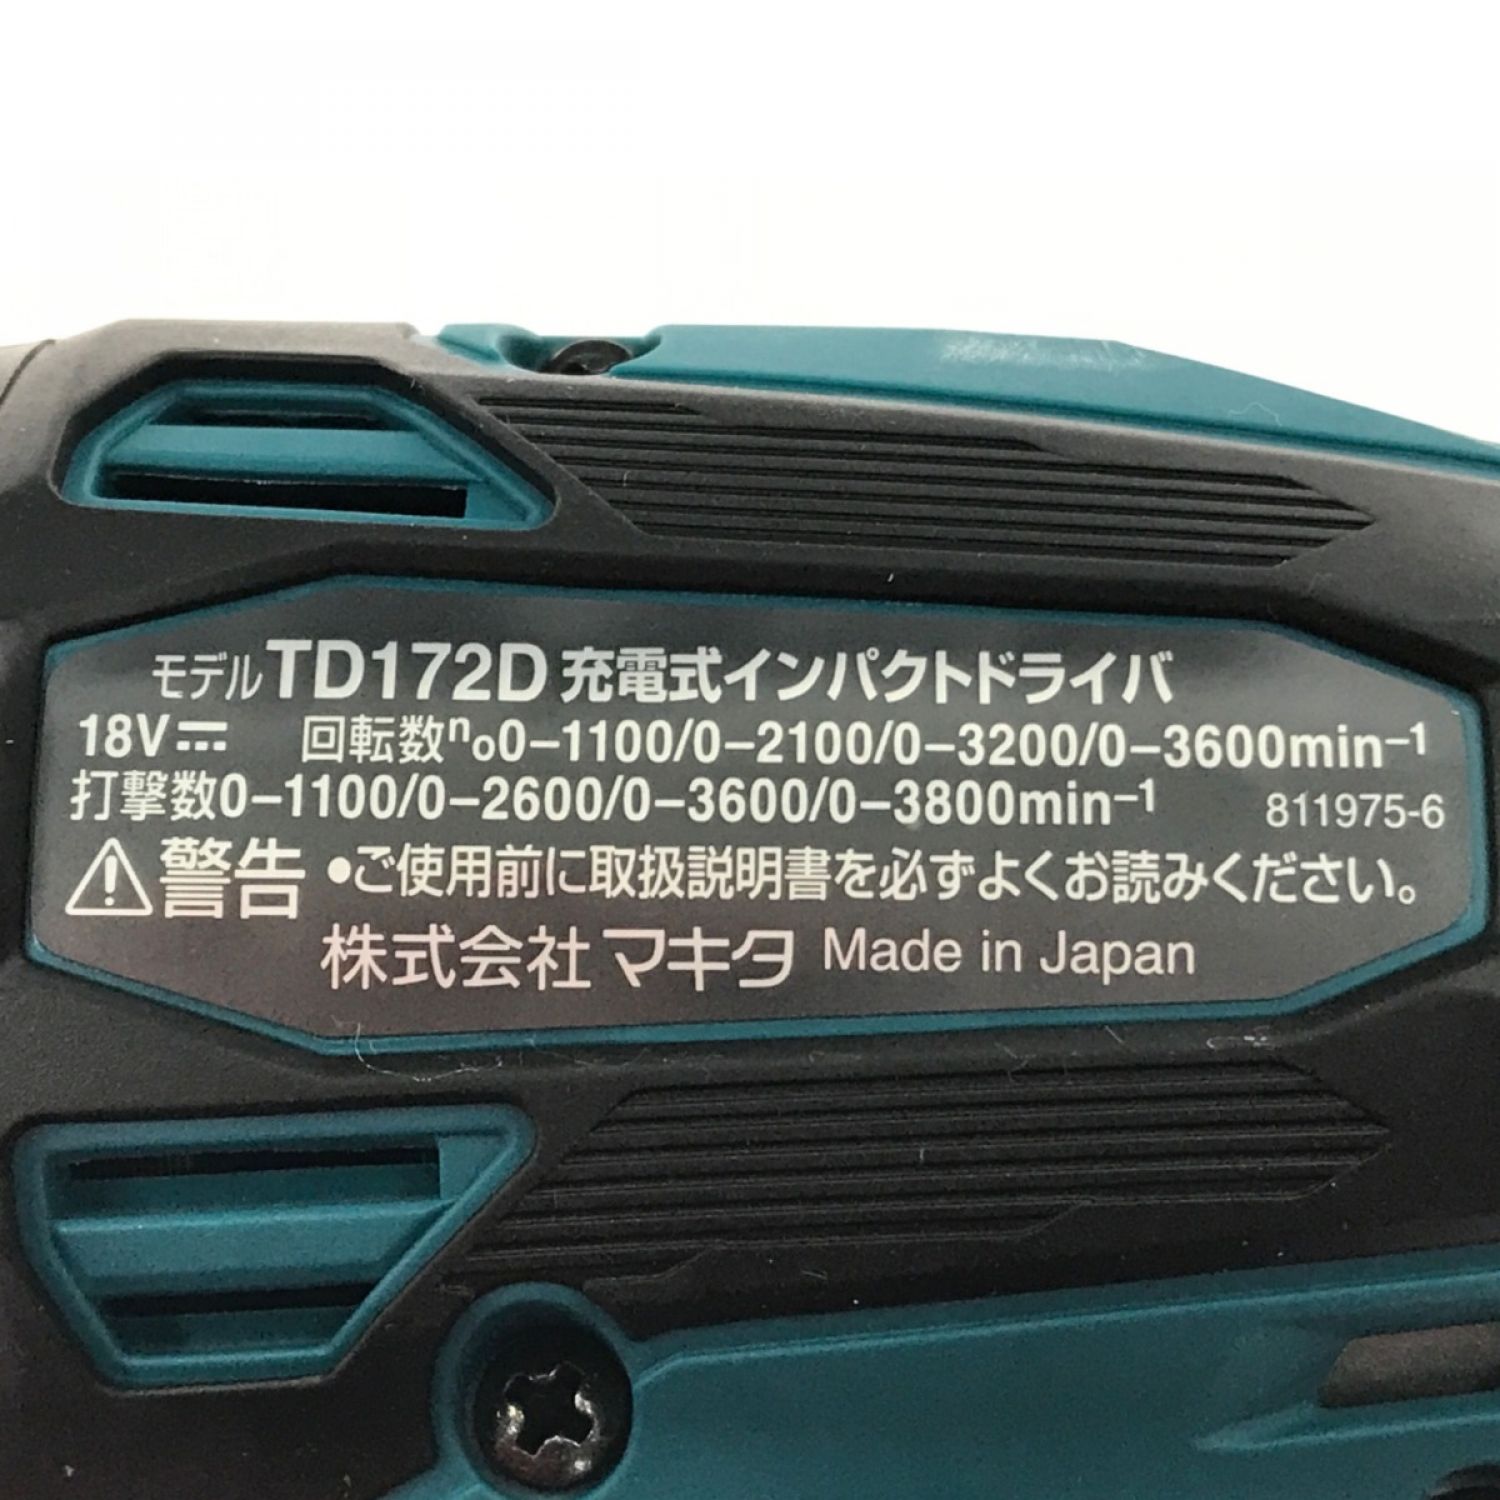 モデルTD172D 充電式インパクトドライバ
18V⎓ 回転数n₀0−1100/0−2100/0−3200/0−3600min⁻¹
打撃数0−1100/0−2600/0−3600/0−3800min⁻¹ 811975-6
⚠警告 •ご使用前に取扱説明書を必ずよくお読みください。
株式会社マキタ Made in Japan